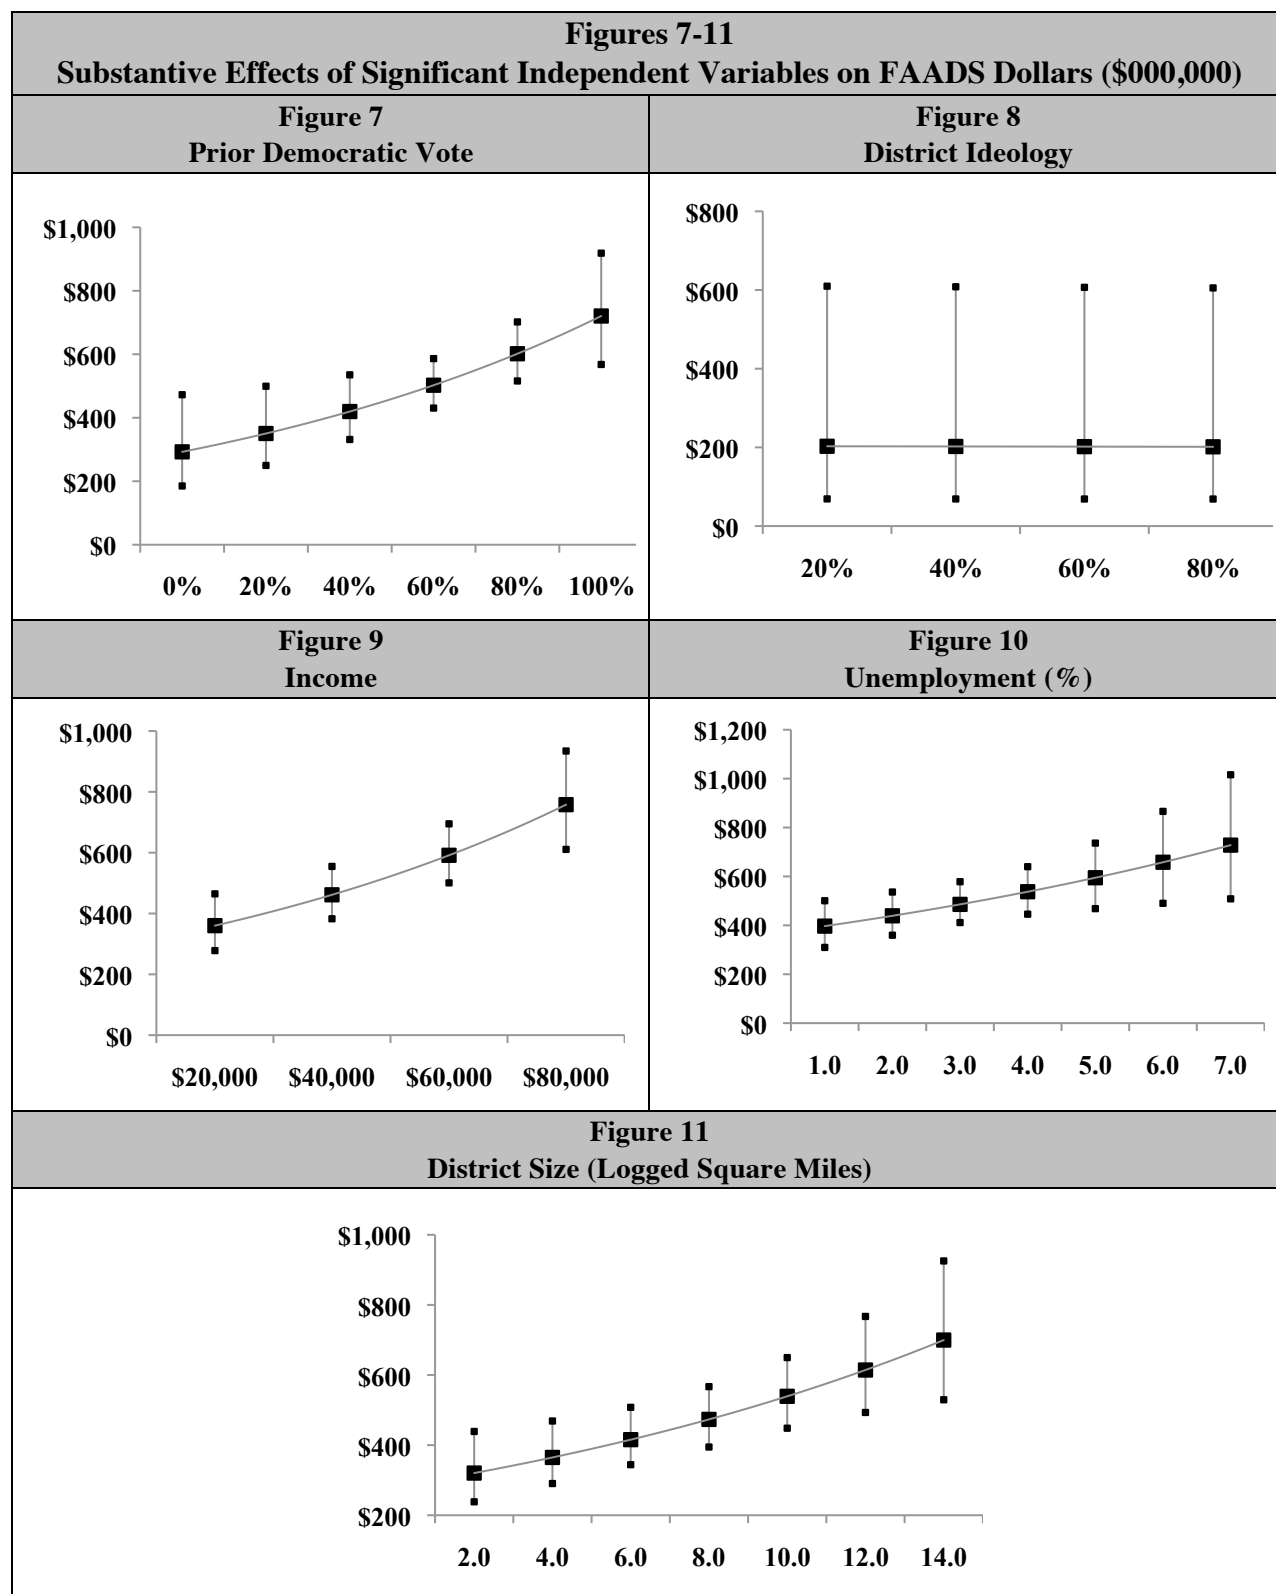 Figures 7-11
Substantive Effects of Significant Independent Variables on FAADS Dollars ($000,000)
Figure 7
Prior Democratic Vote
Figure 8
District Ideology
$1,000
$800
$600
$400
$200
$0
0% 20% 40% 60% 80% 100%
$800
$600
$400
$200
$0
20% 40% 60% 80%
Figure 9
Income
Figure 10
Unemployment (%)
$1,000
$800
$600
$400
$200
$0
$20,000 $40,000 $60,000 $80,000
$1,200
$1,000
$800
$600
$400
$200
$0
1.0 2.0 3.0 4.0 5.0 6.0 7.0
Figure 11
District Size (Logged Square Miles)
$1,000
$800
$600
$400
$200
2.0 4.0 6.0 8.0 10.0 12.0 14.0